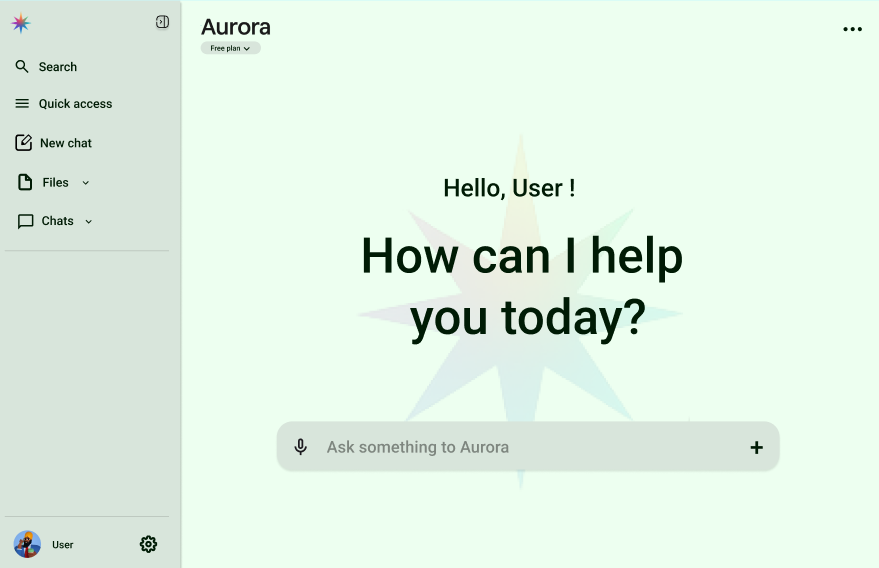 Search
Quick access
New chat
Files
Chats
User
Aurora
Free plan
Hello, User !
How can I help
you today?
Ask something to Aurora